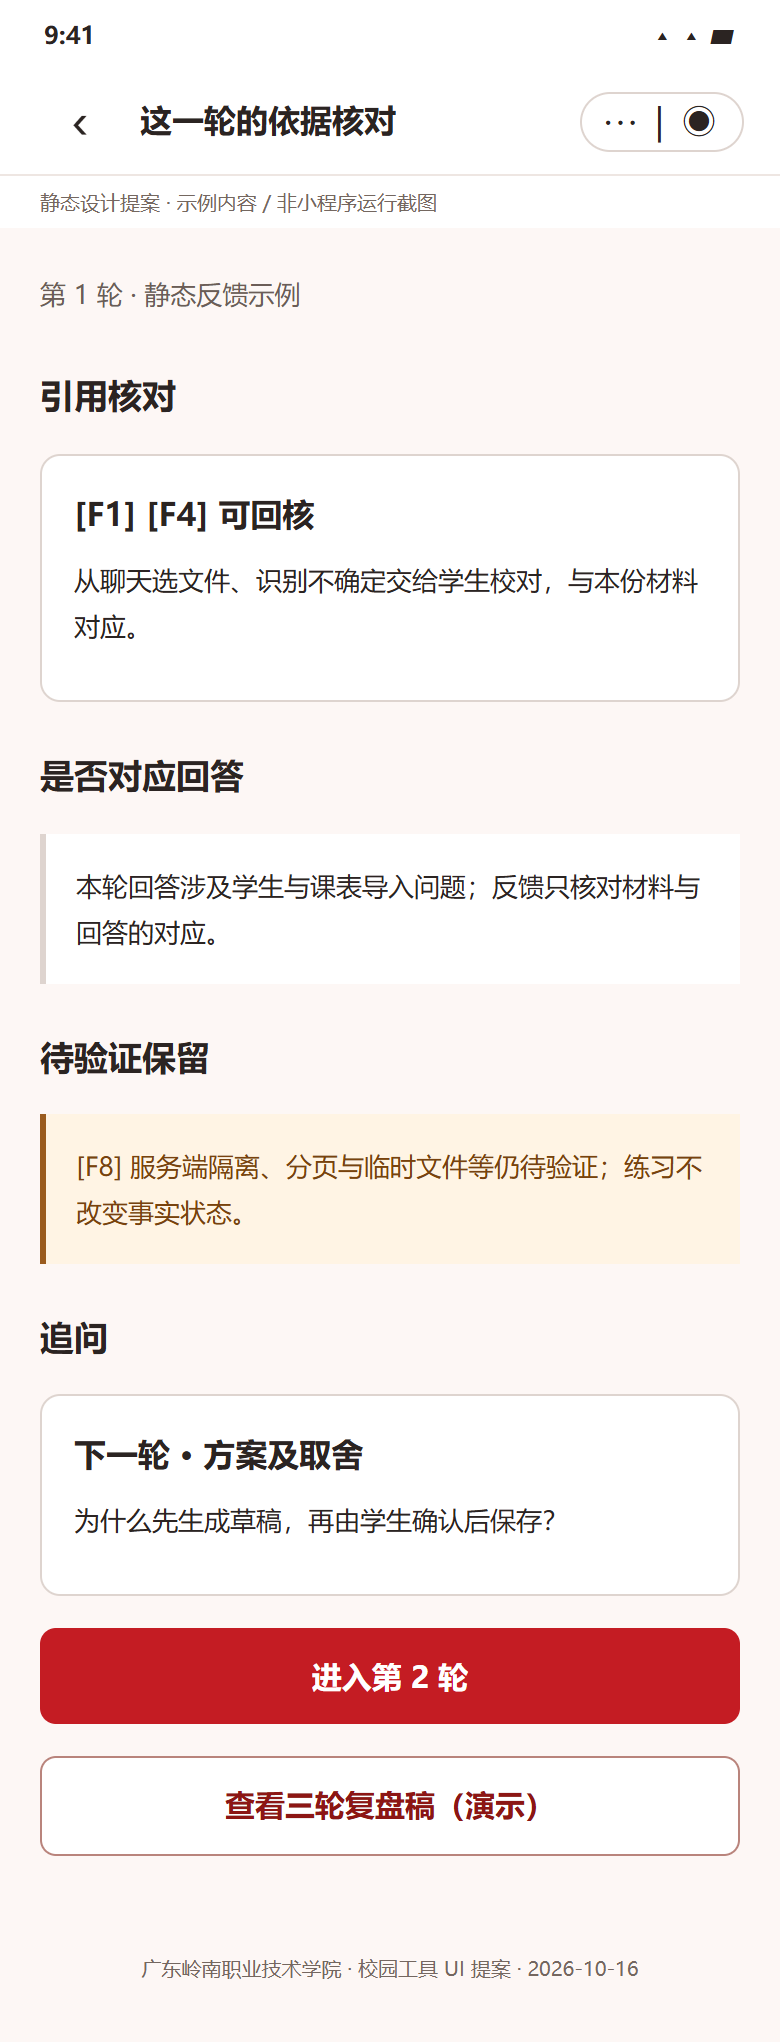 9:41
这一轮的依据核对
静态设计提案 · 示例内容 / 非小程序运行截图
第 1 轮 · 静态反馈示例
引用核对
[F1] [F4] 可回核
从聊天选文件、识别不确定交给学生校对，与本份材料
对应。
是否对应回答
本轮回答涉及学生与课表导入问题；反馈只核对材料与
回答的对应。
待验证保留
[F8] 服务端隔离、分页与临时文件等仍待验证；练习不
改变事实状态。
追问
下一轮 · 方案及取舍
为什么先生成草稿，再由学生确认后保存？
进入第 2 轮
查看三轮复盘稿（演示）
广东岭南职业技术学院 · 校园工具 UI 提案 · 2026-10-16